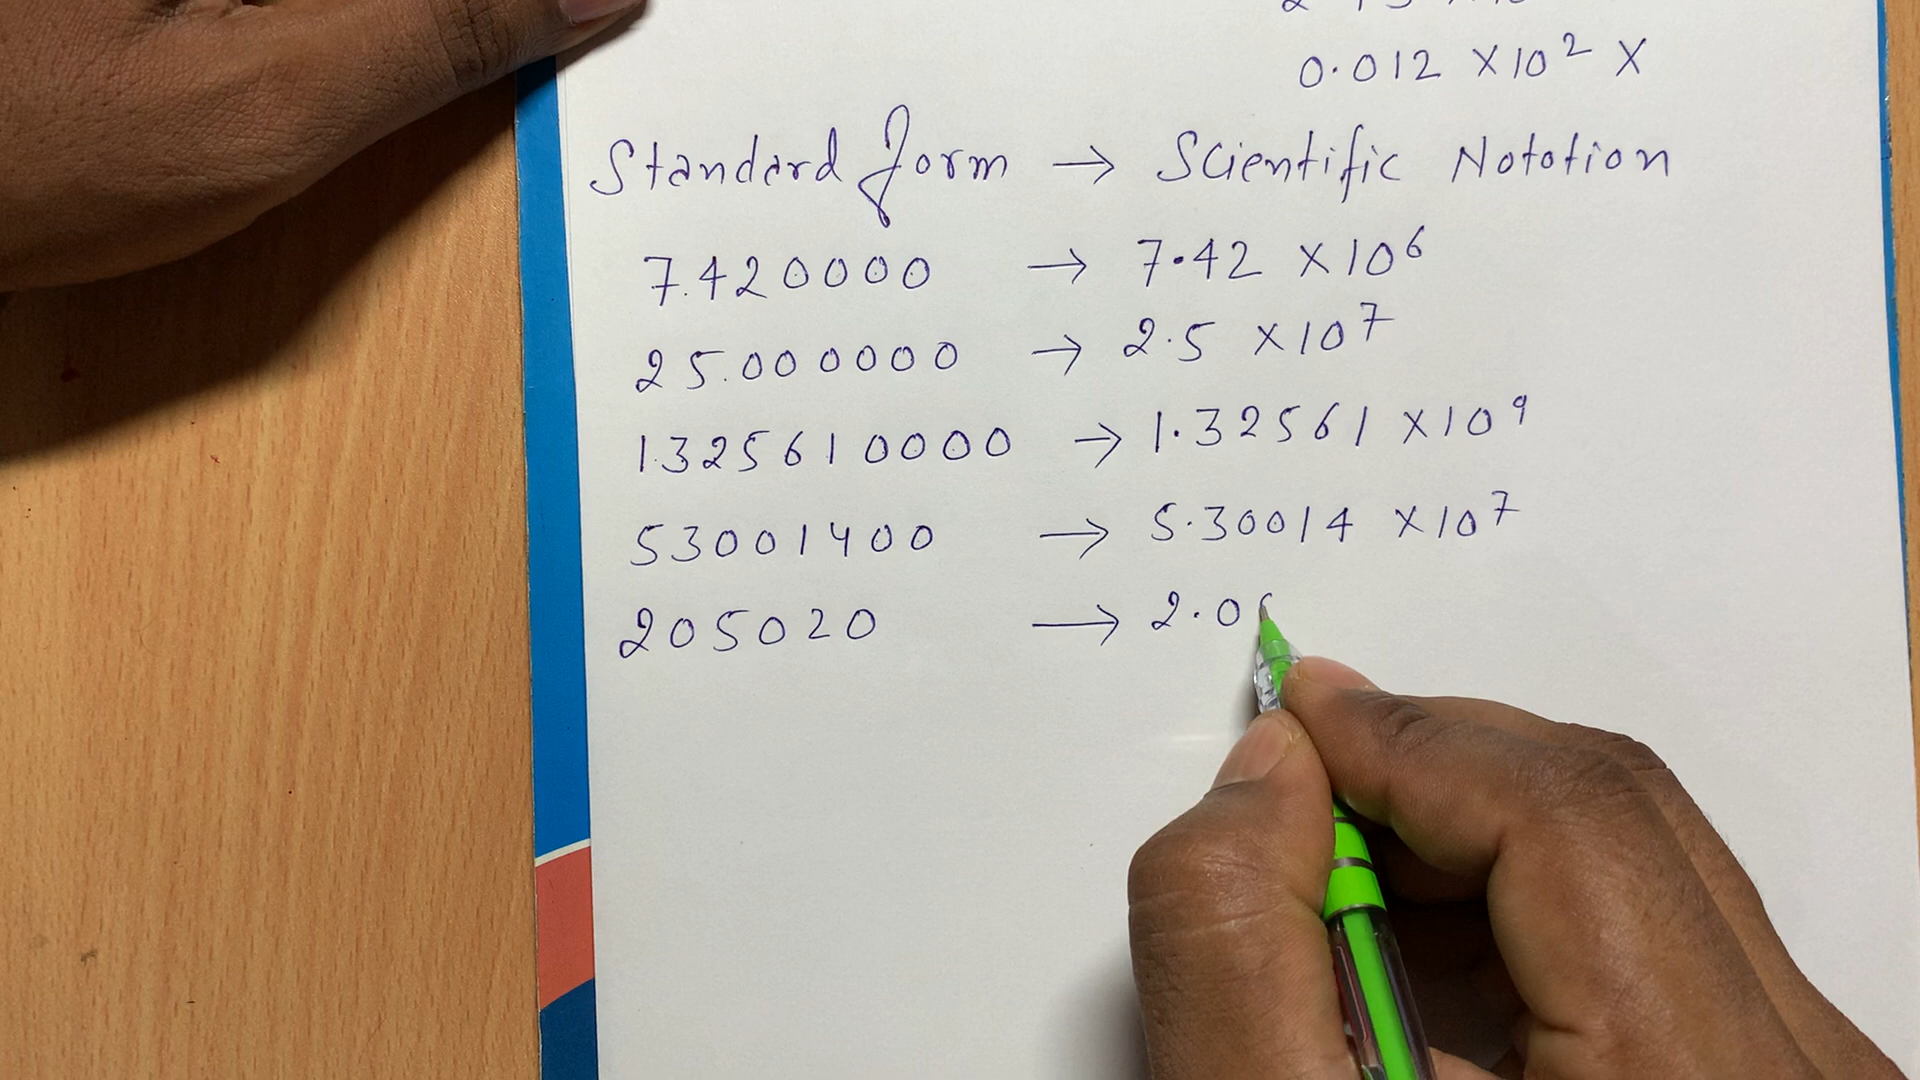 0.012 ×10² ×
Standard form → Scientific Notation
7.420000 → 7.42 ×10⁶
25.000000 → 2.5 ×10⁷
1.325610000 → 1.32561 ×10⁹
53001400 → 5.30014 ×10⁷
205020 → 2.0